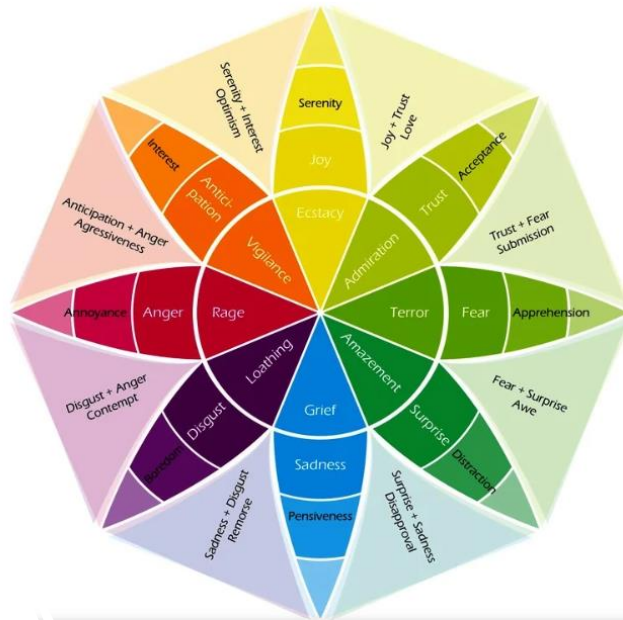 Serenity + Interest
Optimism
Serenity
Joy
Ecstacy
Joy + Trust
Love
Interest
Antici-
pation
Vigilance
Admiration
Trust
Acceptance
Anticipation + Anger
Agressiveness
Trust + Fear
Submission
Annoyance
Anger
Rage
Terror
Fear
Apprehension
Disgust + Anger
Contempt
Loathing
Disgust
Boredom
Grief
Sadness
Pensiveness
Amazement
Surprise
Distraction
Fear + Surprise
Awe
Sadness + Disgust
Remorse
Surprise + Sadness
Disapproval